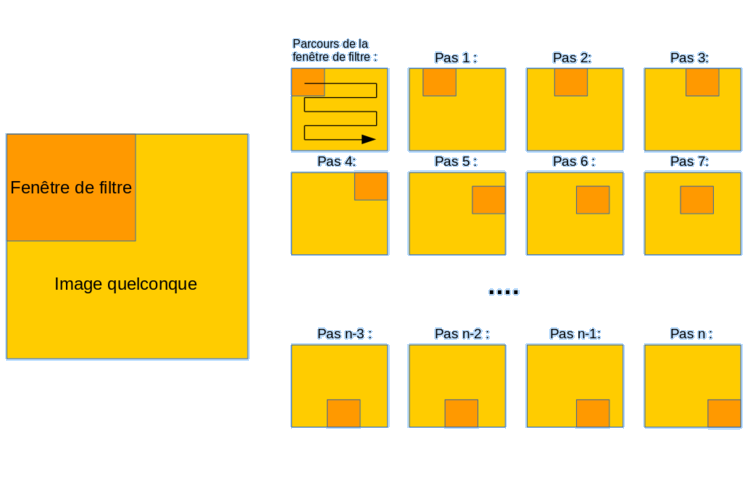 Parcours de la
fenêtre de filtre :
Pas 1 :
Pas 2:
Pas 3:
Fenêtre de filtre
Image quelconque
Pas 4:
Pas 5 :
Pas 6 :
Pas 7:
....
Pas n-3 :
Pas n-2 :
Pas n-1:
Pas n :